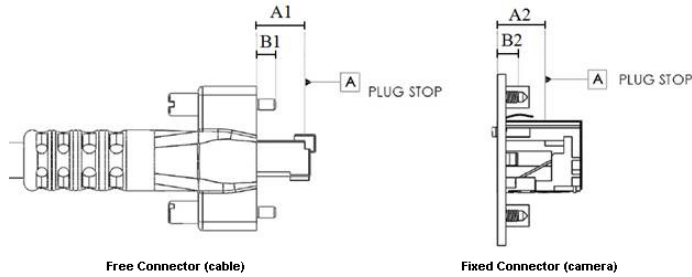 A1
B1
A
PLUG STOP
A2
B2
A
PLUG STOP
Free Connector (cable)
Fixed Connector (camera)